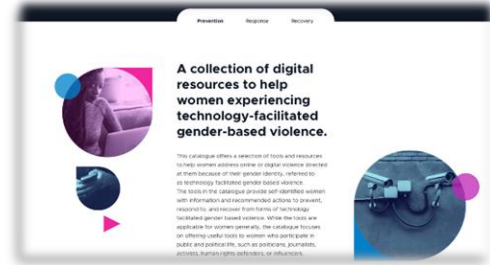 Prevention Response Recovery
A collection of digital
resources to help
women experiencing
technology-facilitated
gender-based violence.
This catalogue offers a selection of tools and resources
to help women address online or digital violence directed
at them because of their gender identity, referred to
as technology facilitated gender based violence.
The tools in the catalogue provide self-identified women
with information and recommended actions to prevent,
respond to, and recover from forms of technology
facilitated gender based violence. While the tools are
applicable for women generally, the catalogue focuses
on offering useful tools to women who participate in
public and political life, such as politicians, journalists,
activists, human rights defenders, or influencers.